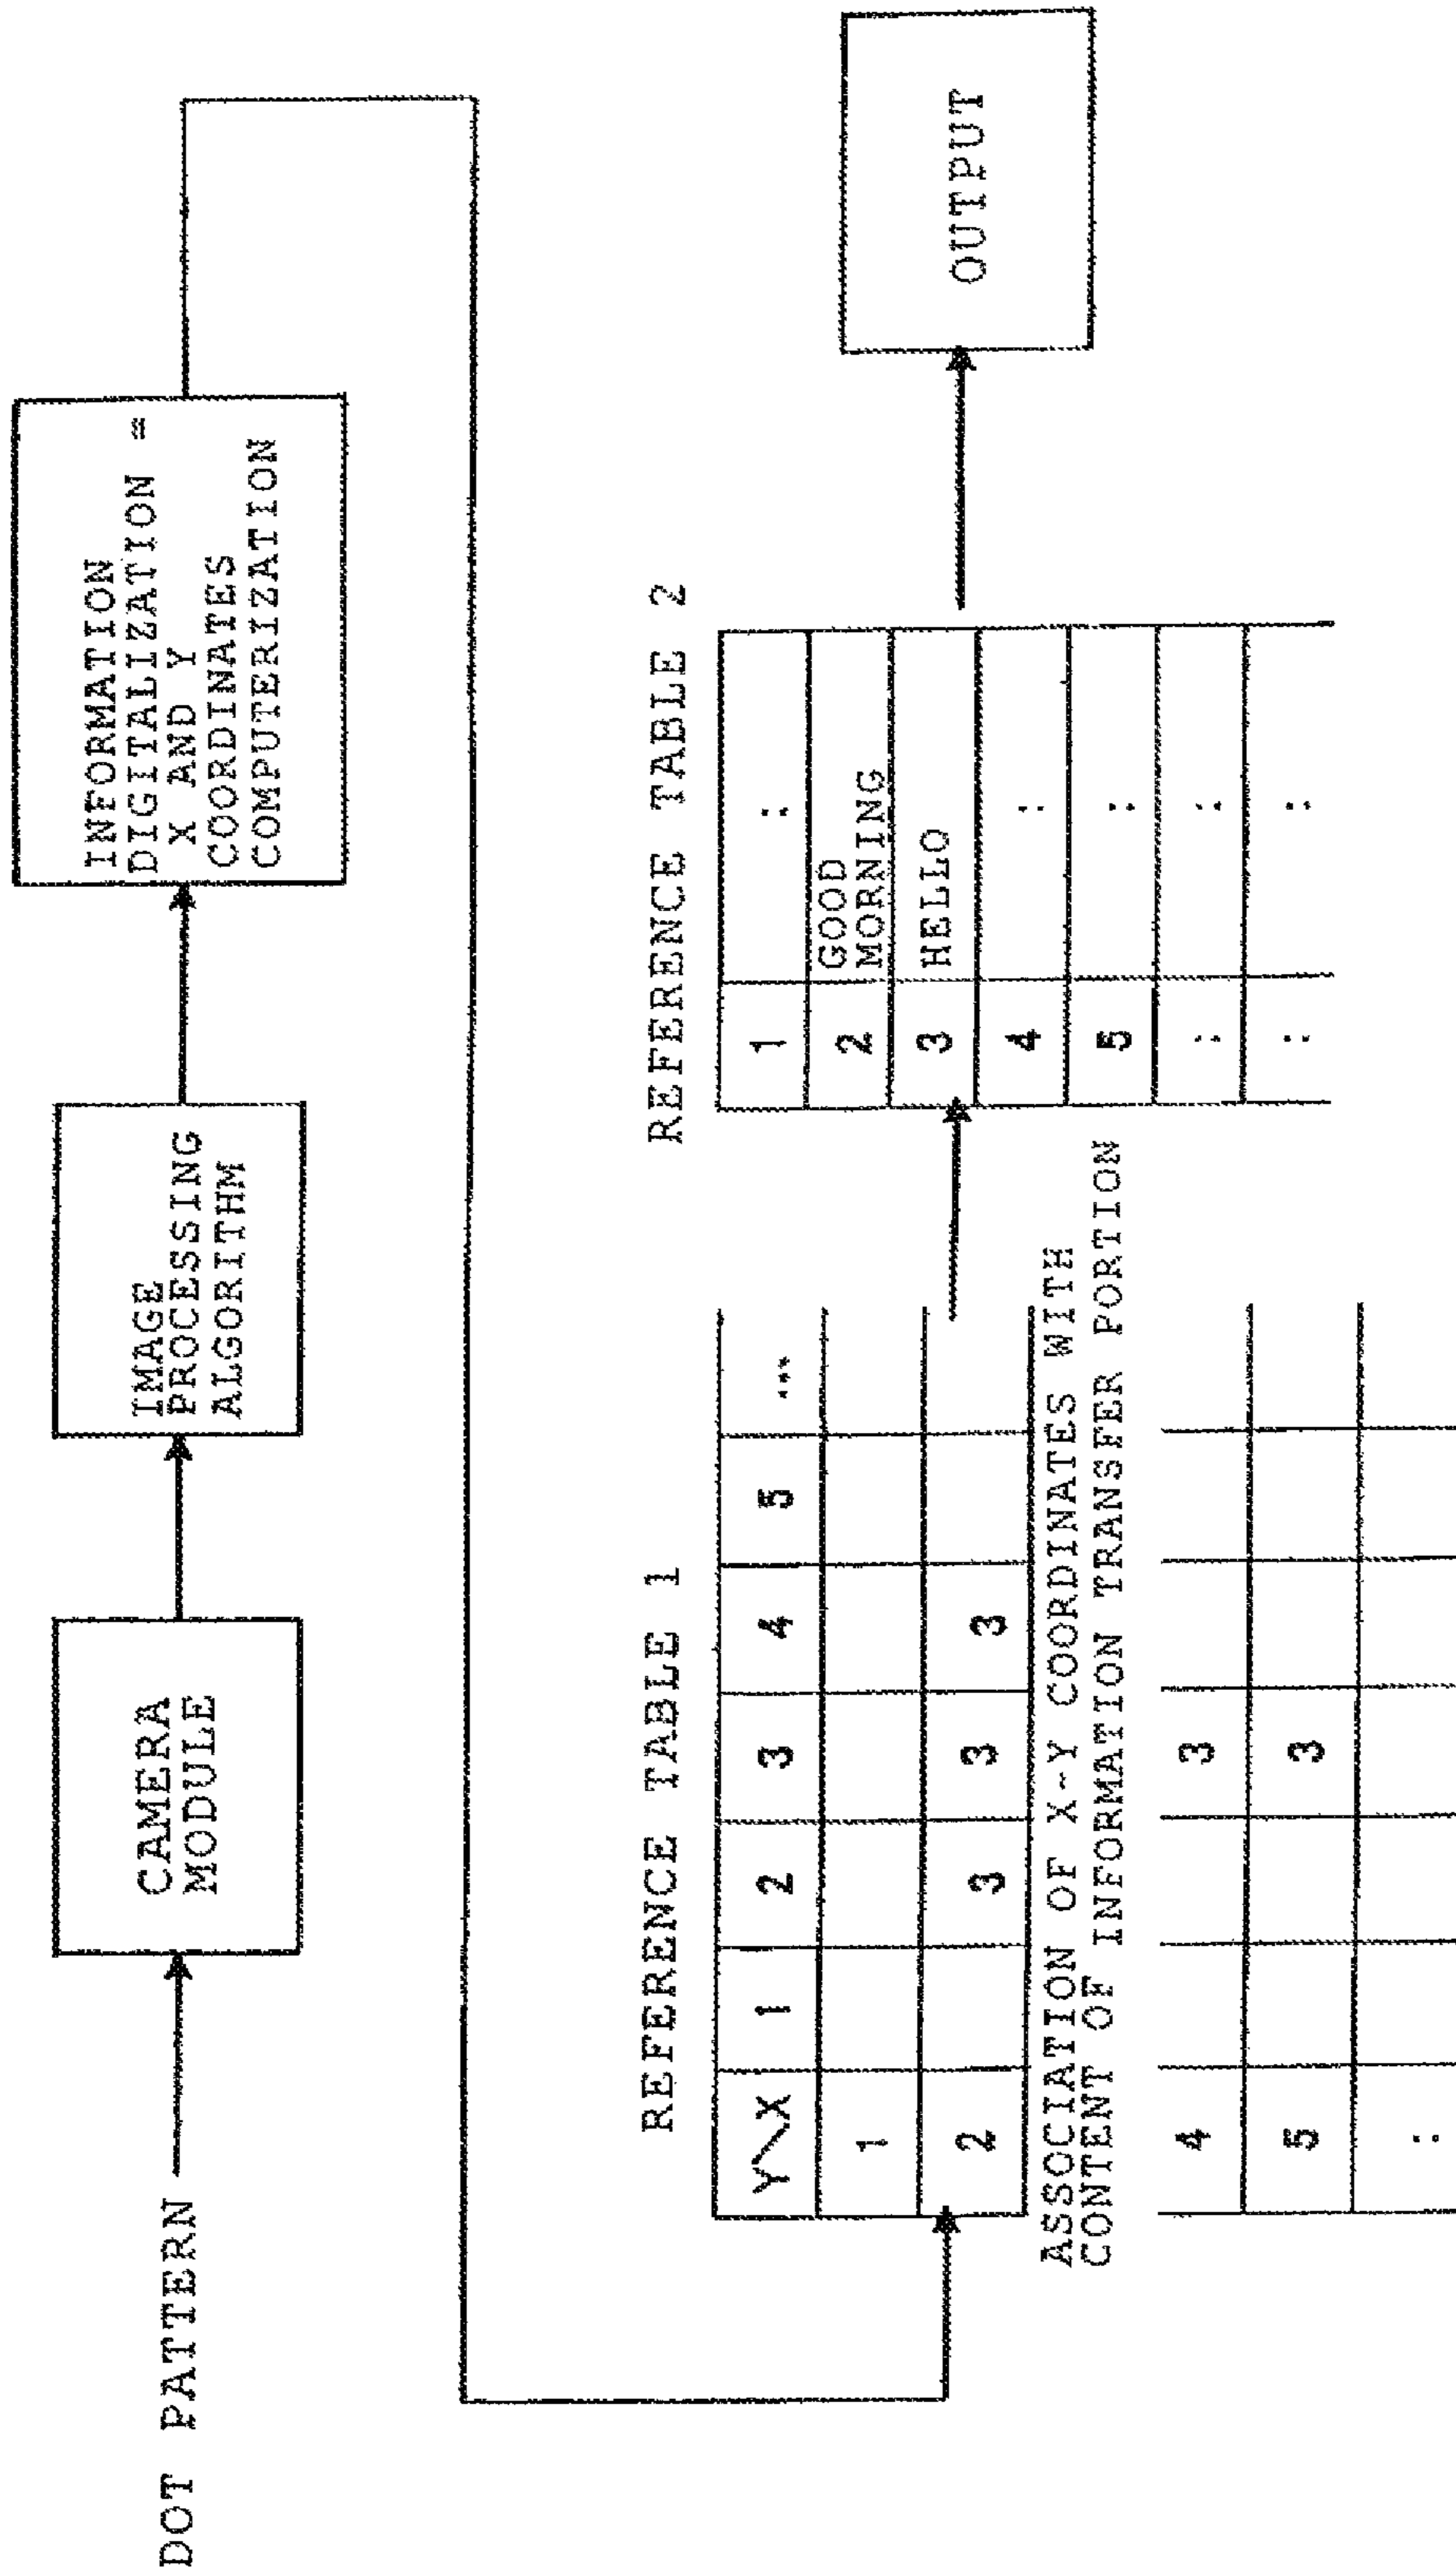 DOT PATTERN
CAMERA
MODULE
IMAGE
PROCESSING
ALGORITHM
INFORMATION
DIGITALIZATION =
X AND Y
COORDINATES
COMPUTERIZATION
REFERENCE TABLE 1
Y\X 1 2 3 4 5 ...
1
2 3 3 3
ASSOCIATION OF X-Y COORDINATES WITH
CONTENT OF INFORMATION TRANSFER PORTION
4 3
5 3
:
REFERENCE TABLE 2
1 :
2 GOOD
MORNING
3 HELLO
4 :
5 :
: :
: :
OUTPUT